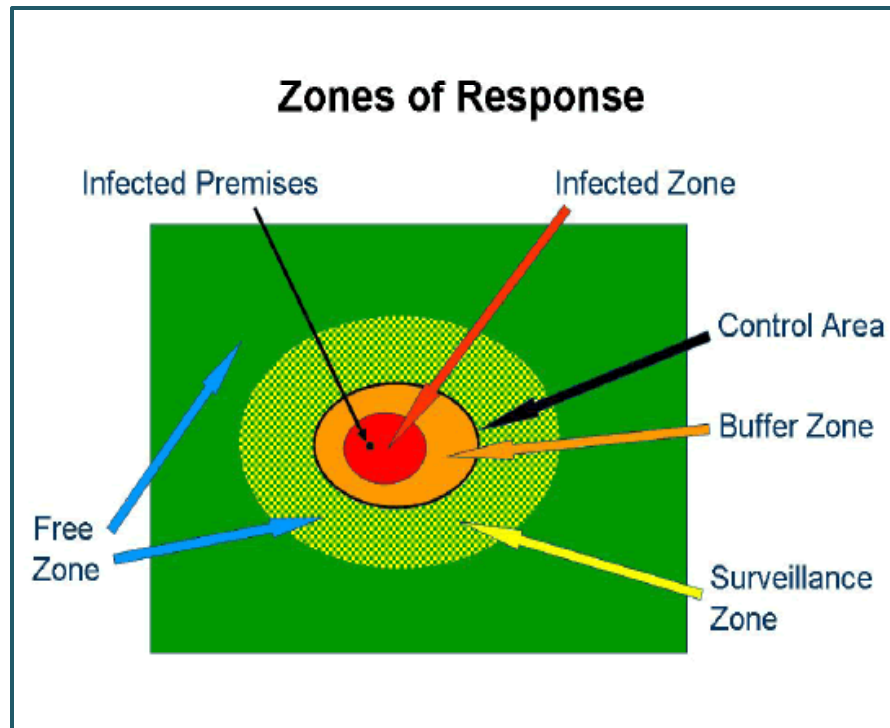 Zones of Response
Infected Premises
Infected Zone
Control Area
Buffer Zone
Free
Zone
Surveillance
Zone